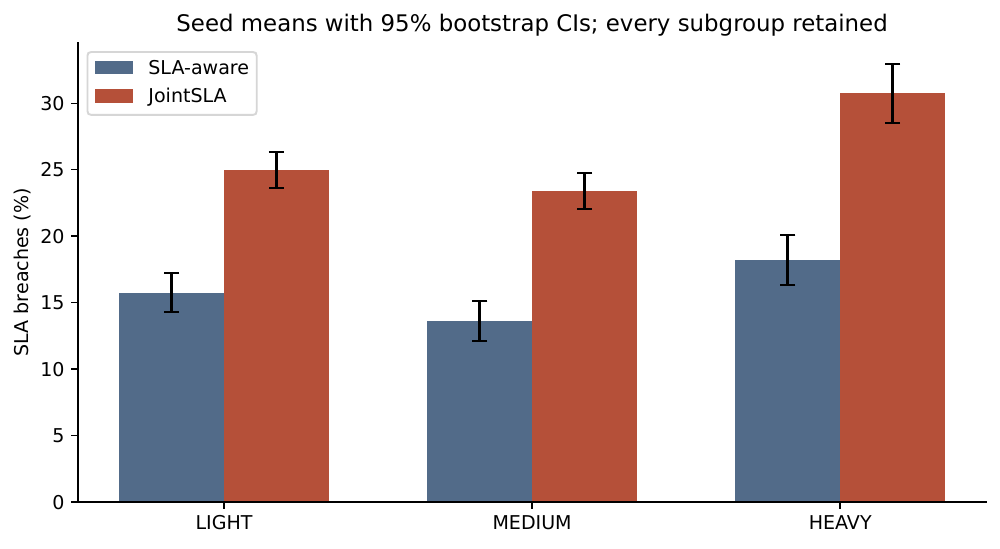 Seed means with 95% bootstrap CIs; every subgroup retained
SLA-aware
JointSLA
SLA breaches (%)
30
25
20
15
10
5
0
LIGHT
MEDIUM
HEAVY